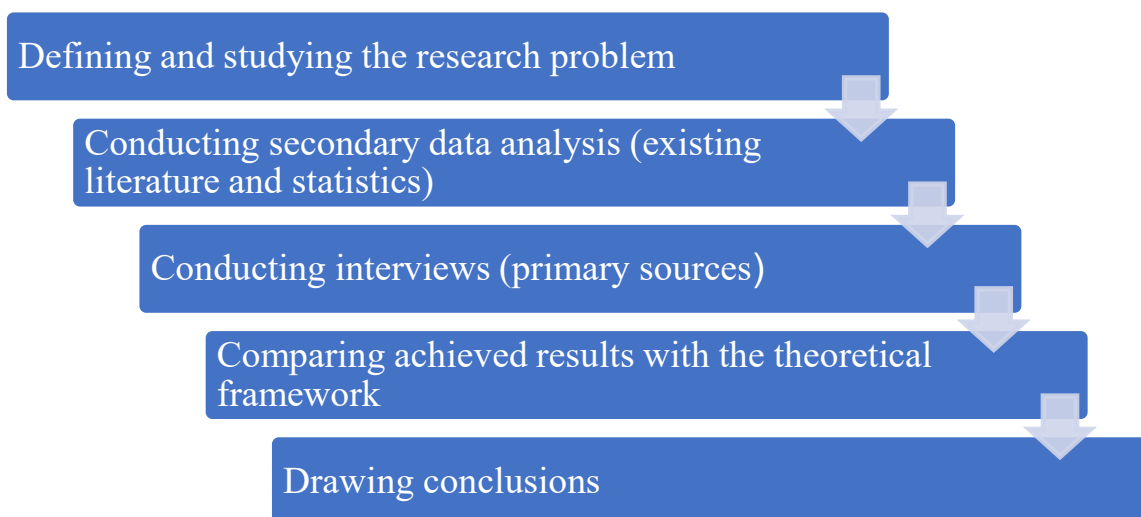 Defining and studying the research problem
Conducting secondary data analysis (existing
literature and statistics)
Conducting interviews (primary sources)
Comparing achieved results with the theoretical
framework
Drawing conclusions